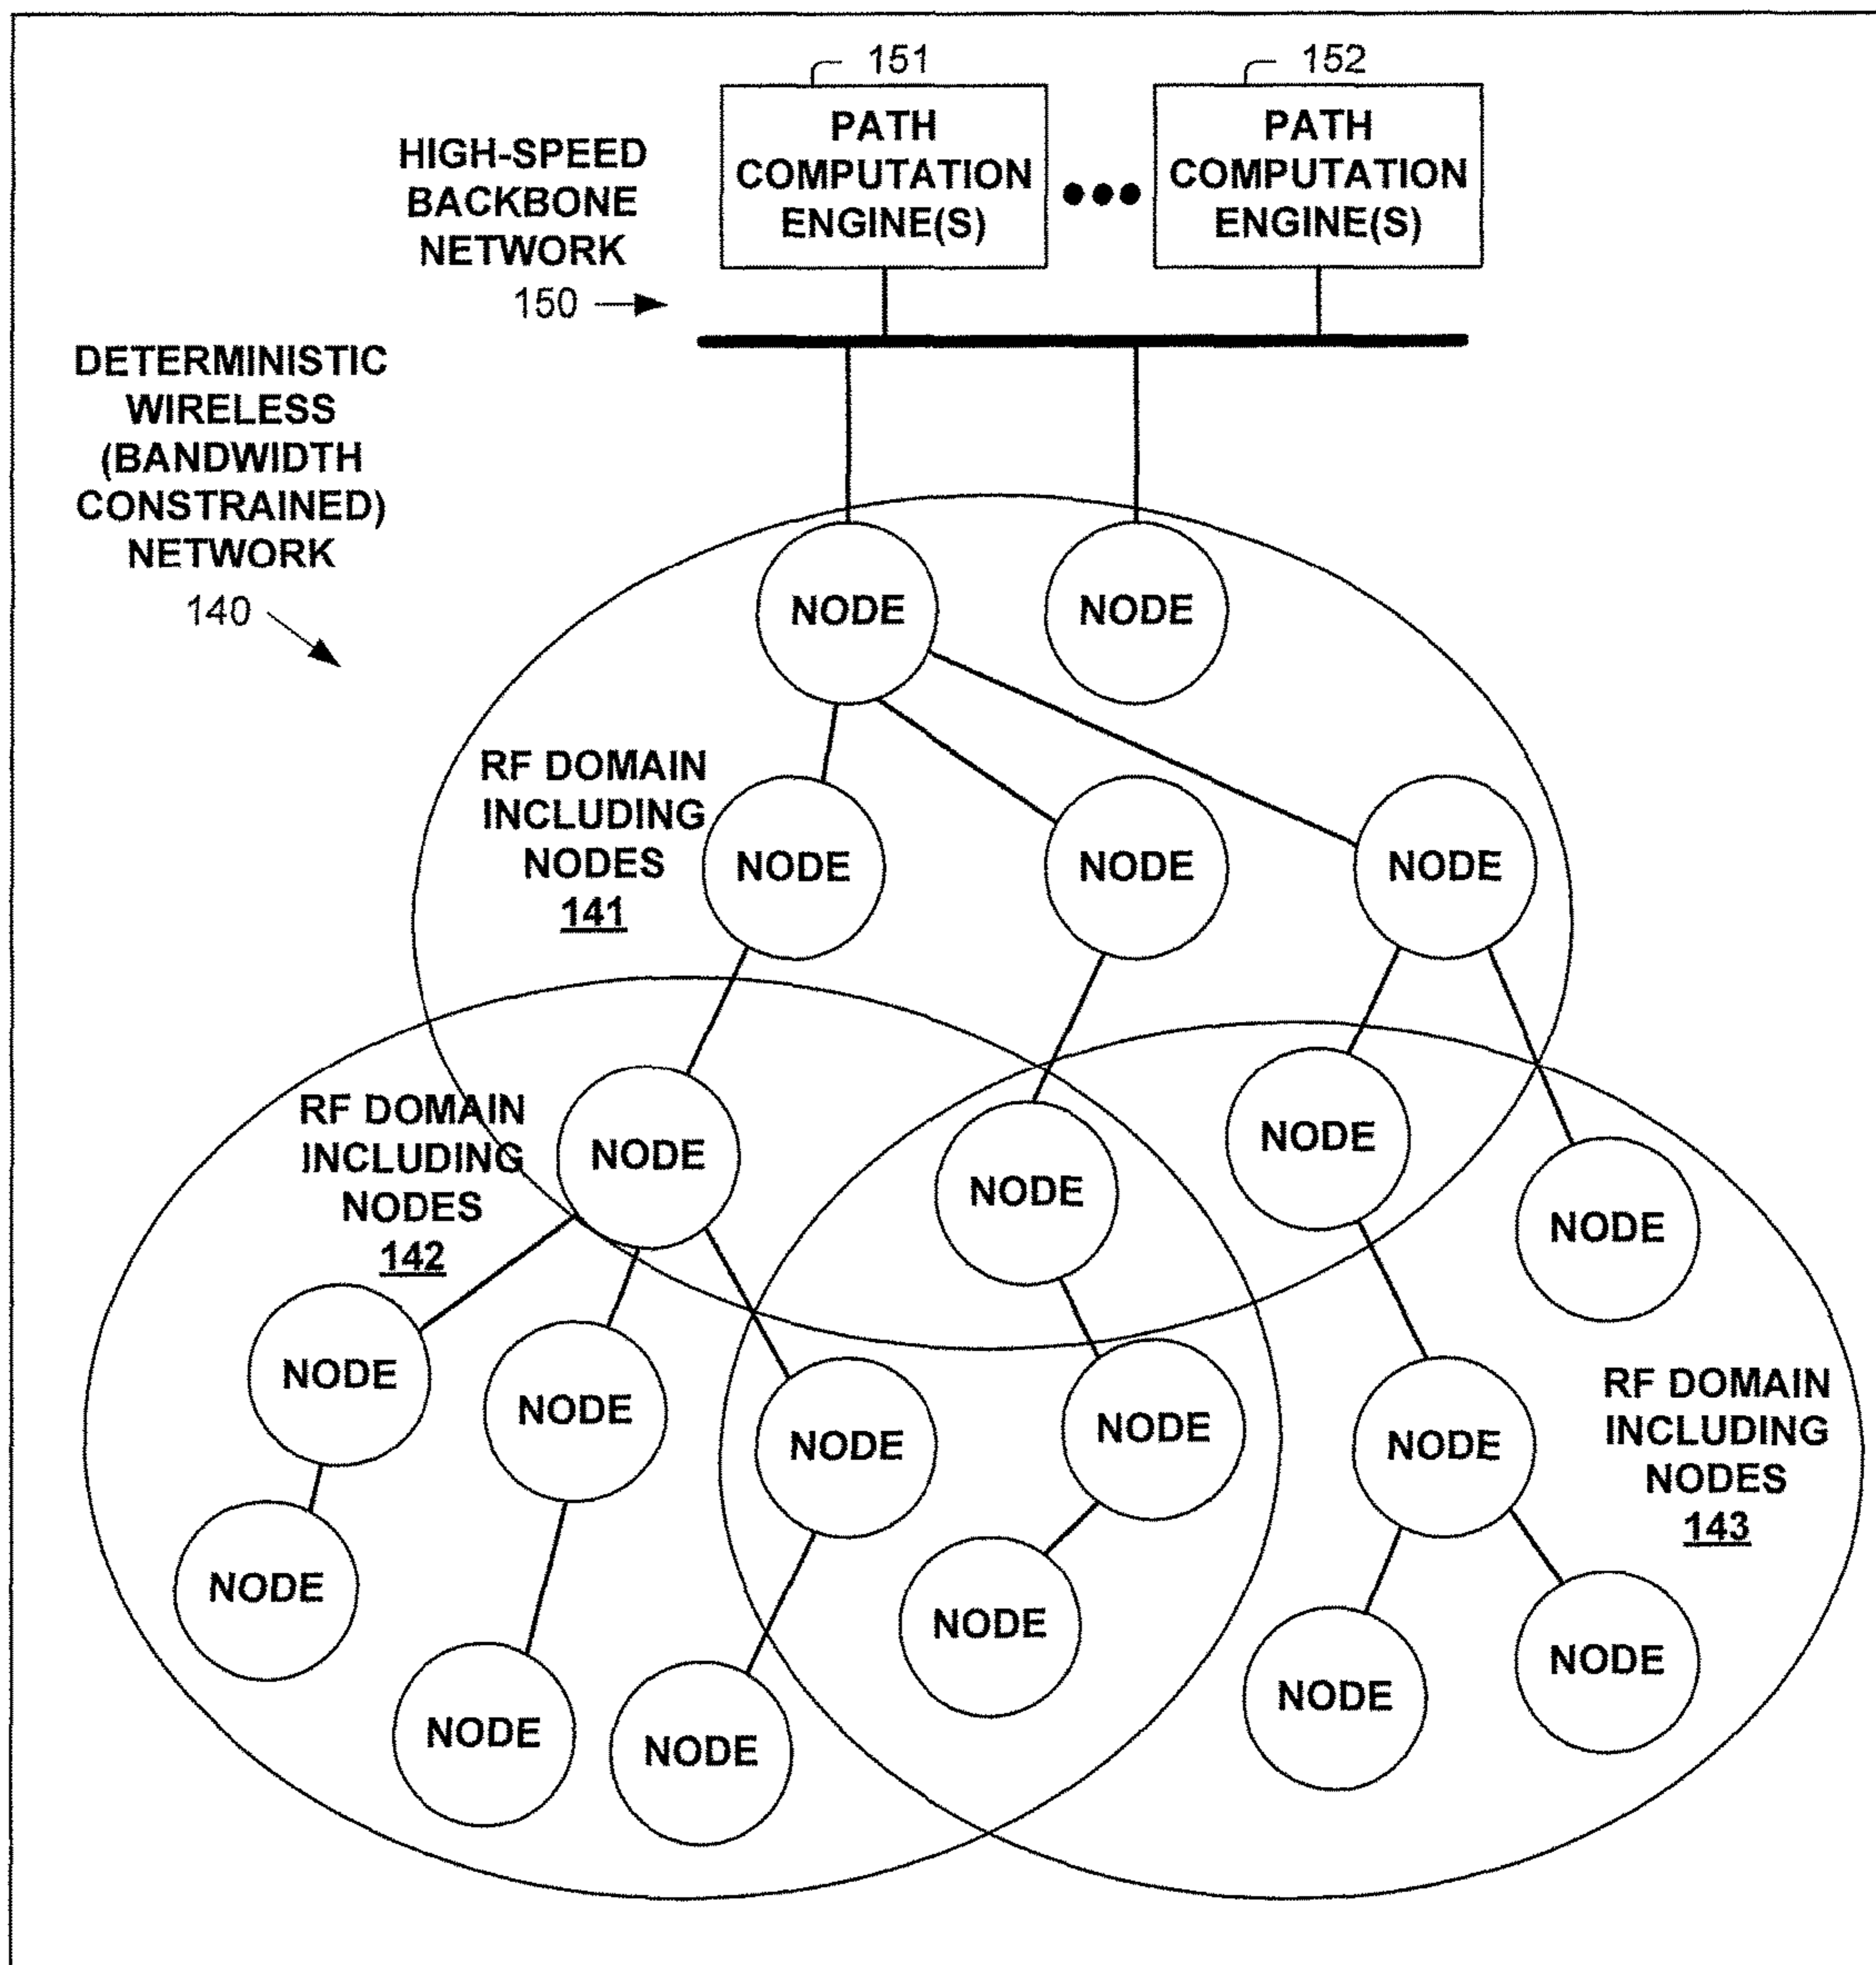 151
152
PATH
COMPUTATION
ENGINE(S)
PATH
COMPUTATION
ENGINE(S)
HIGH-SPEED
BACKBONE
NETWORK
150
DETERMINISTIC
WIRELESS
(BANDWIDTH
CONSTRAINED)
NETWORK
140
NODE
NODE
RF DOMAIN
INCLUDING
NODES
141
NODE
NODE
NODE
RF DOMAIN
INCLUDING
NODES
142
NODE
NODE
NODE
NODE
NODE
NODE
NODE
NODE
NODE
RF DOMAIN
INCLUDING
NODES
143
NODE
NODE
NODE
NODE
NODE
NODE